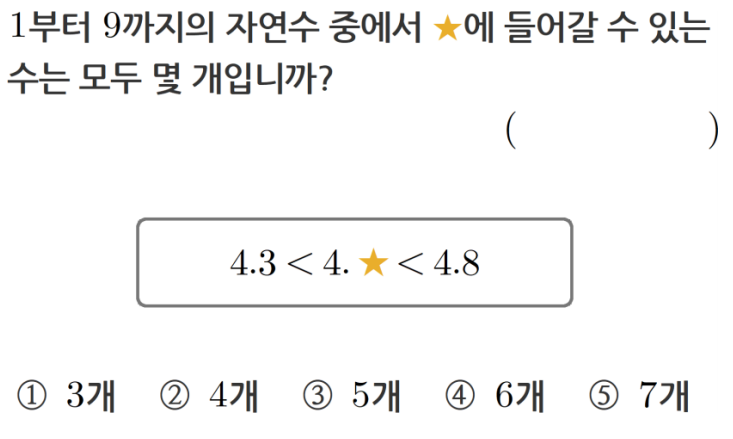 1부터 9까지의 자연수 중에서 ★에 들어갈 수 있는
수는 모두 몇 개입니까?
( )
4.3 < 4. ★ < 4.8
① 3개 ② 4개 ③ 5개 ④ 6개 ⑤ 7개